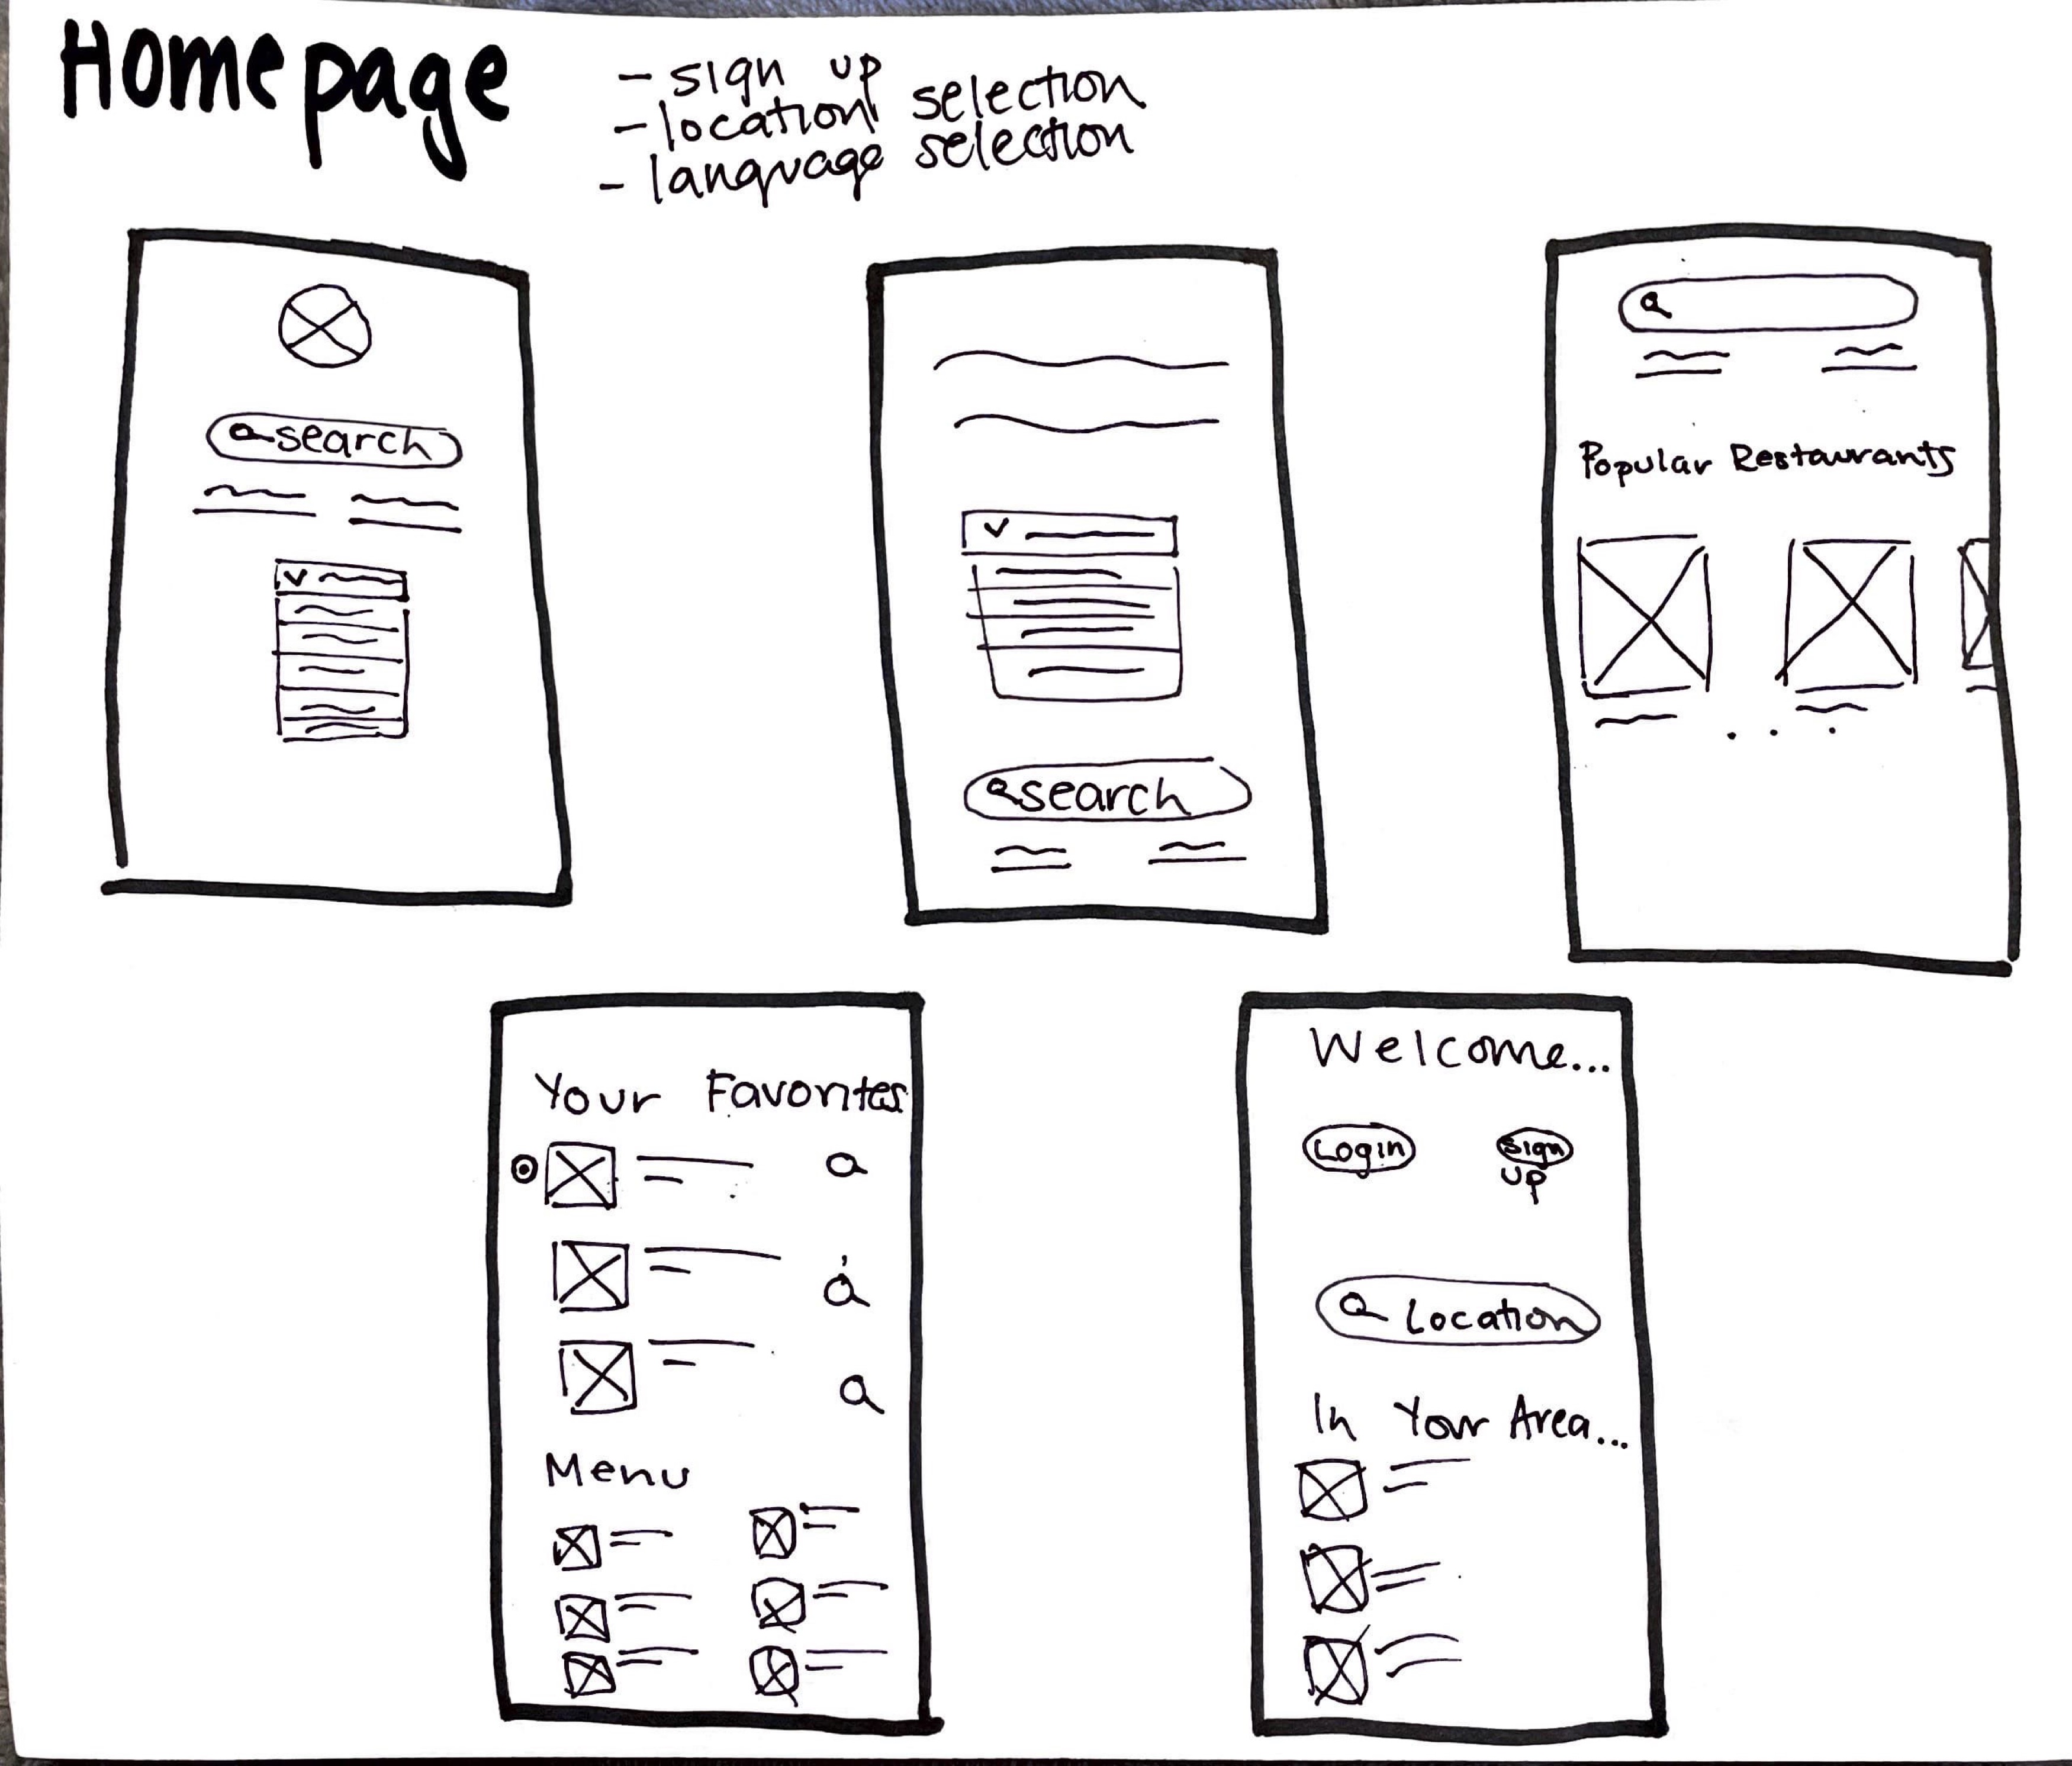 Homepage
- sign up
- location selection
- language selection
search
search
Popular Restaurants
Your Favorites
Menu
Welcome...
Login
Sign
up
Location
In Your Area...